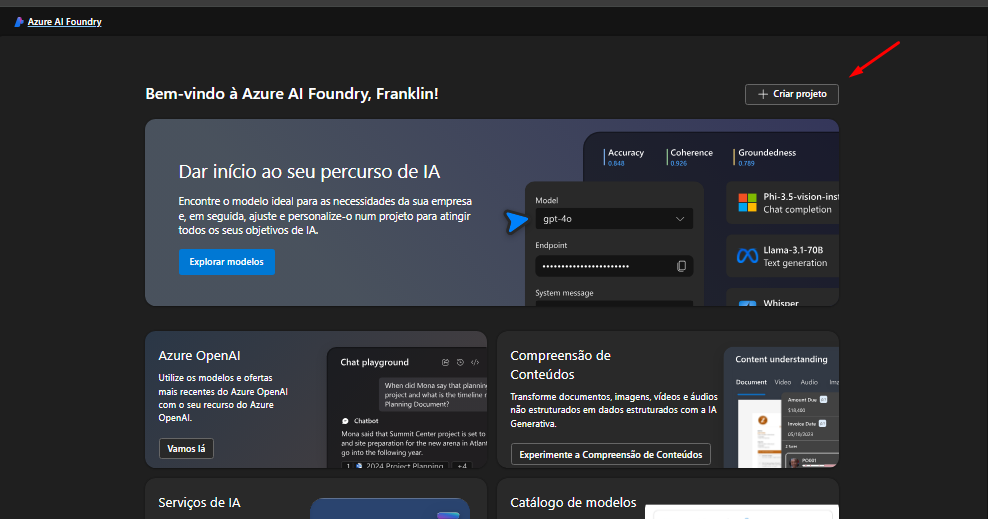 Azure AI Foundry
Bem-vindo à Azure AI Foundry, Franklin!
Criar projeto
Dar início ao seu percurso de IA
Encontre o modelo ideal para as necessidades da sua empresa
e, em seguida, ajuste e personalize-o num projeto para atingir
todos os seus objetivos de IA.
Explorar modelos
Accuracy
0.848
Coherence
0.926
Groundedness
0.789
Model
gpt-4o
Endpoint
System message
Phi-3.5-vision-inst
Chat completion
Llama-3.1-70B
Text generation
Whisper
Azure OpenAI
Utilize os modelos e ofertas
mais recentes do Azure OpenAI
com o seu recurso do Azure
OpenAI.
Vamos lá
Chat playground
When did Mona say that planning
project and what is the timeline
Planning Document?
Chatbot
Mona said that Summit Center project is set to
and site preparation for the new arena in Atlant
go into the following year.
1 2024 Project Planning +4
Compreensão de
Conteúdos
Transforme documentos, imagens, vídeos e áudios
não estruturados em dados estruturados com a IA
Generativa.
Experimente a Compreensão de Conteúdos
Content understanding
Document Video Audio Ima
Amount Due
$18,400
Invoice Date
05/18/2023
PO001
Serviços de IA
Catálogo de modelos